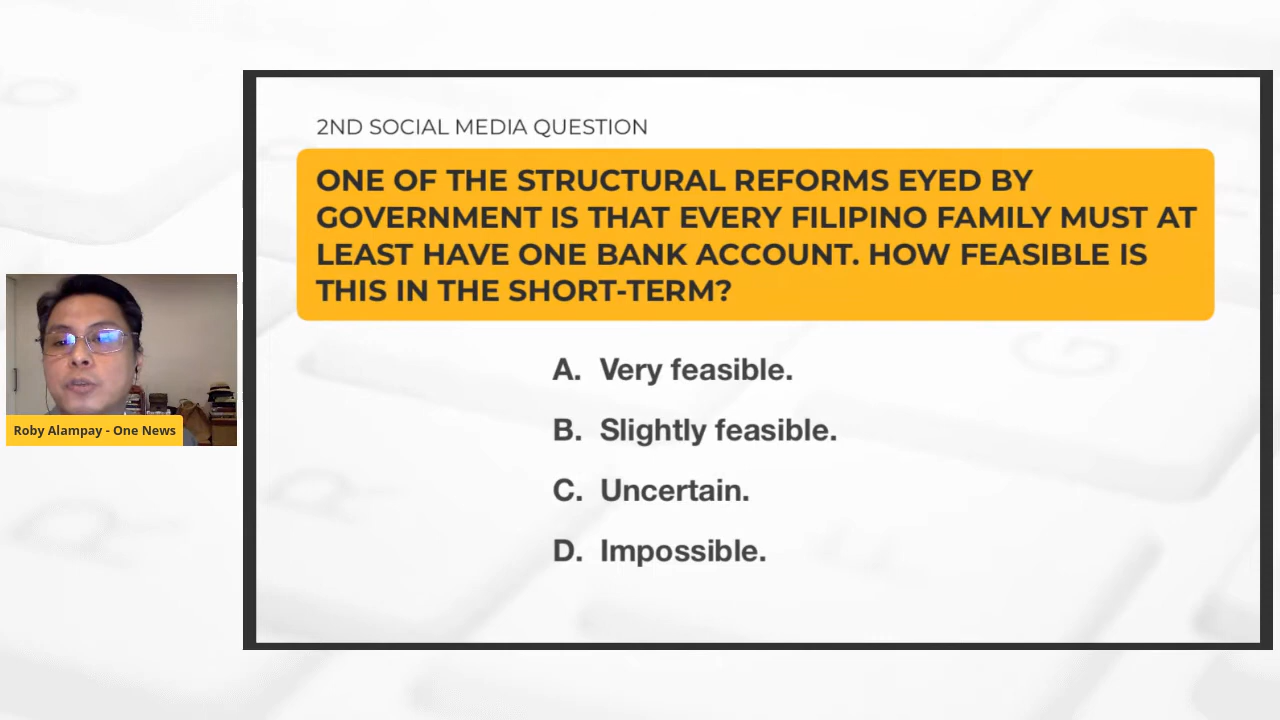 2ND SOCIAL MEDIA QUESTION
ONE OF THE STRUCTURAL REFORMS EYED BY
GOVERNMENT IS THAT EVERY FILIPINO FAMILY MUST AT
LEAST HAVE ONE BANK ACCOUNT. HOW FEASIBLE IS
THIS IN THE SHORT-TERM?
A. Very feasible.
B. Slightly feasible.
C. Uncertain.
D. Impossible.
Roby Alampay - One News